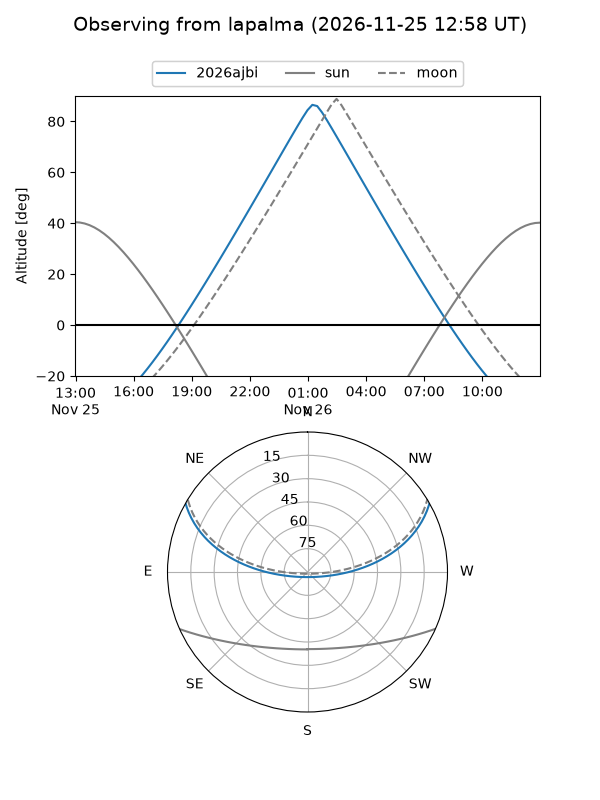 Observing from lapalma (2026-11-25 12:58 UT)
2026ajbi sun moon
Altitude [deg]
80
60
40
20
0
−20
13:00 16:00 19:00 22:00 01:00 04:00 07:00 10:00
Nov 25 Nov 26
N
NE NW
15
30
45
60
75
E W
SE SW
S